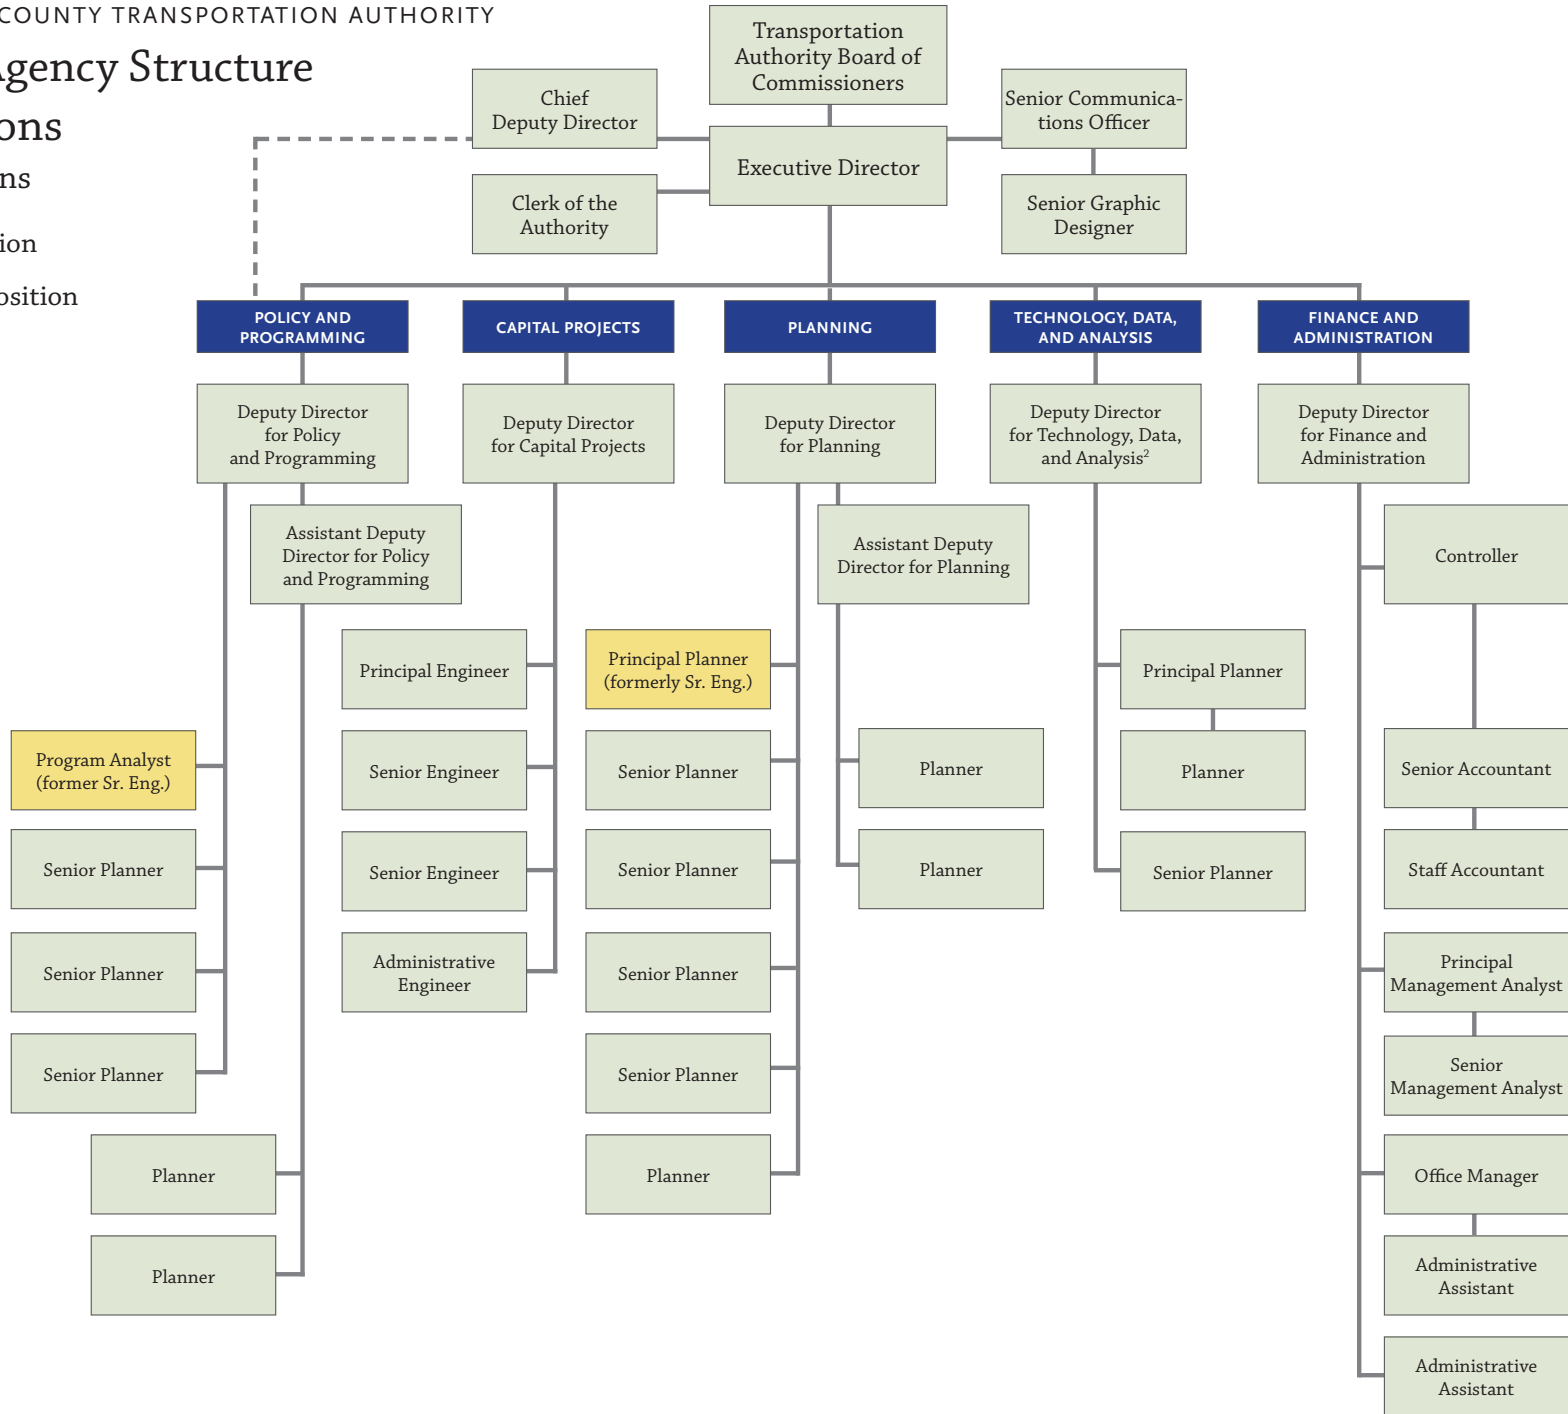 COUNTY TRANSPORTATION AUTHORITY
Agency Structure
ons
ns
ion
osition
Transportation
Authority Board of
Commissioners
Chief
Deputy Director
Senior Communica-
tions Officer
Executive Director
Clerk of the
Authority
Senior Graphic
Designer
POLICY AND
PROGRAMMING
CAPITAL PROJECTS
PLANNING
TECHNOLOGY, DATA,
AND ANALYSIS
FINANCE AND
ADMINISTRATION
Deputy Director
for Policy
and Programming
Deputy Director
for Capital Projects
Deputy Director
for Planning
Deputy Director
for Technology, Data,
and Analysis²
Deputy Director
for Finance and
Administration
Assistant Deputy
Director for Policy
and Programming
Assistant Deputy
Director for Planning
Controller
Principal Engineer
Principal Planner
(formerly Sr. Eng.)
Principal Planner
Program Analyst
(former Sr. Eng.)
Senior Engineer
Senior Planner
Planner
Planner
Senior Accountant
Senior Planner
Senior Engineer
Senior Planner
Planner
Senior Planner
Staff Accountant
Senior Planner
Administrative
Engineer
Senior Planner
Principal
Management Analyst
Senior Planner
Senior Planner
Senior
Management Analyst
Planner
Planner
Office Manager
Planner
Administrative
Assistant
Administrative
Assistant